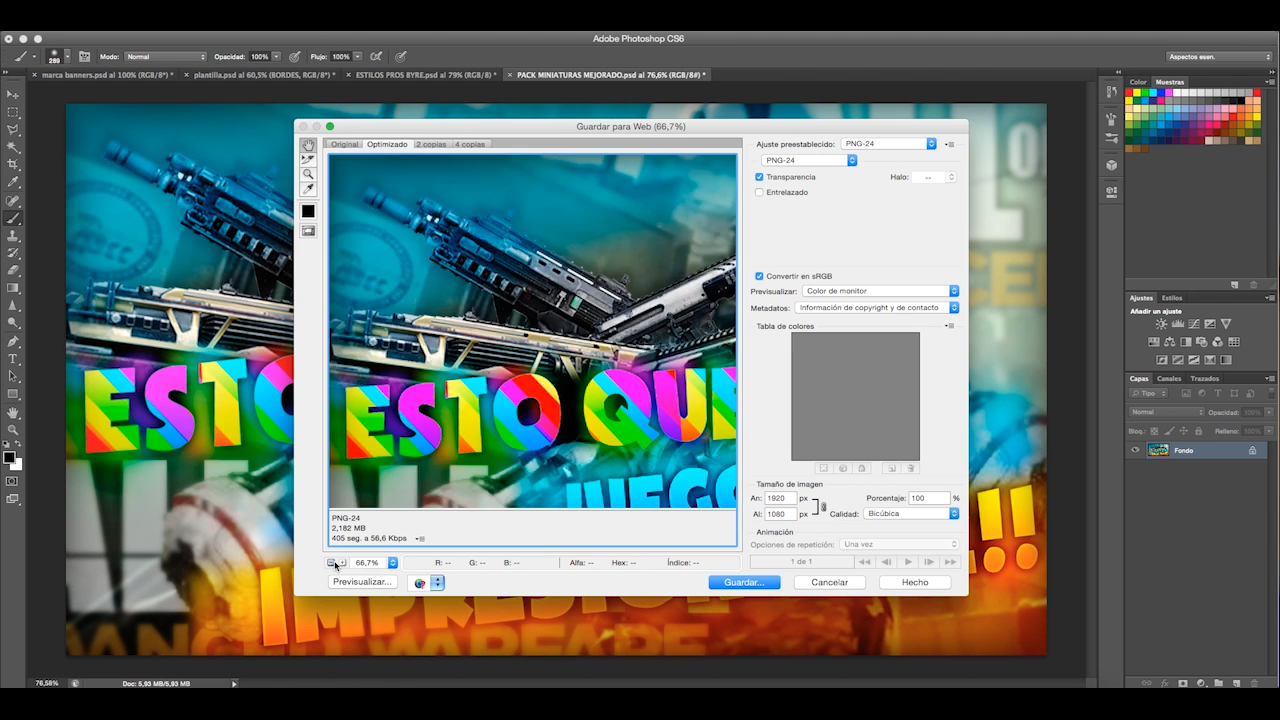 Adobe Photoshop CS6
289
Modo: Normal
Opacidad: 100%
Flujo: 100%
Aspectos esen.
marca banners.psd al 100% (RGB/8*) *
plantilla.psd al 60,5% (BORDES, RGB/8*) *
ESTILOS PROS BYRE.psd al 79% (RGB/8) *
PACK MINIATURAS MEJORADO.psd al 76,6% (RGB/8#) *
Guardar para Web (66,7%)
Original Optimizado 2 copias 4 copias
Ajuste preestablecido: PNG-24
PNG-24
Transparencia
Halo: --
Entrelazado
Convertir en sRGB
Previsualizar: Color de monitor
Metadatos: Información de copyright y de contacto
Tabla de colores
Tamaño de imagen
An: 1920 px
Porcentaje: 100 %
Al: 1080 px
Calidad: Bicúbica
Animación
Opciones de repetición: Una vez
1 de 1
ESTO
ESTO QUE
JUEGO
PNG-24
2,182 MB
405 seg. a 56,6 Kbps
66,7%
R: -- G: -- B: --
Alfa: -- Hex: -- Índice: --
Previsualizar...
Guardar... Cancelar Hecho
!!
IMPRESION
ANCED WARFARE
Color Muestras
Ajustes Estilos
Añadir un ajuste
Capas Canales Trazados
Tipo
Normal
Opacidad: 100%
Bloq.:
Relleno: 100%
Fondo
76,58%
Doc: 5,93 MB/5,93 MB